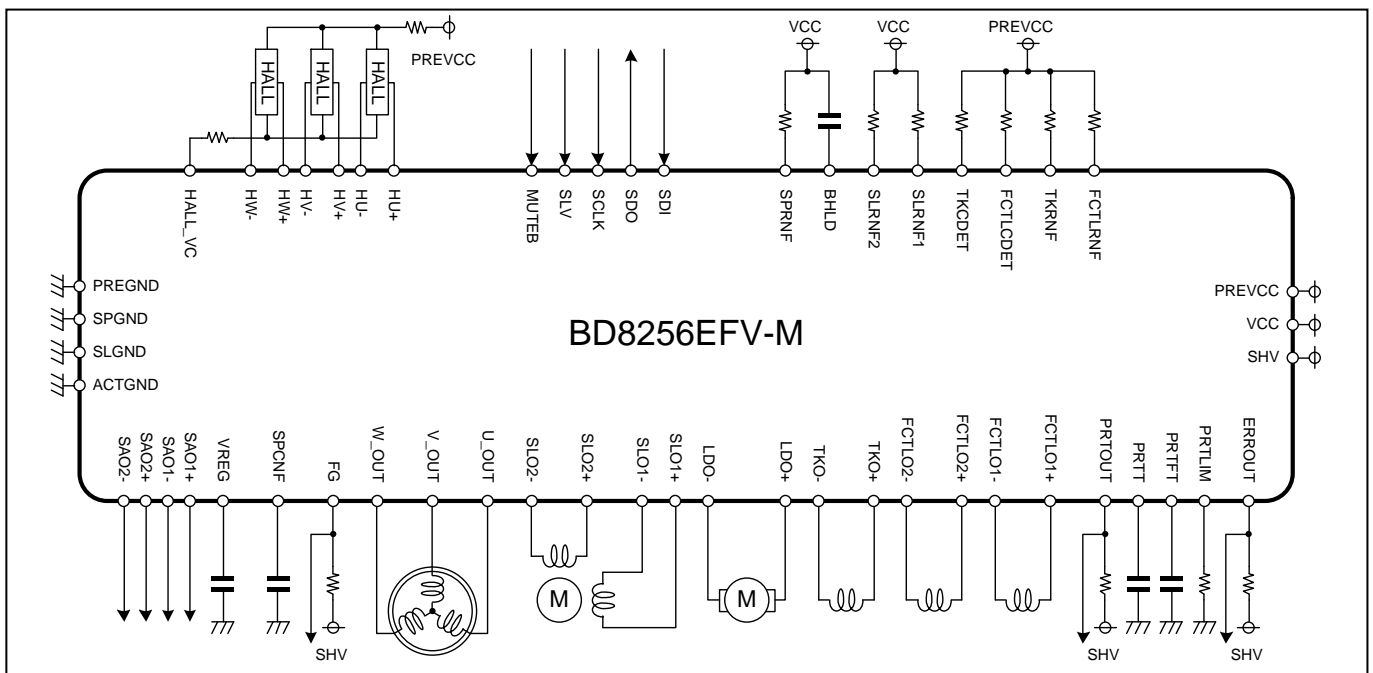 HALL
HALL
HALL
PREVCC
VCC
VCC
PREVCC
HALL_VC
HW-
HW+
HV-
HV+
HU-
HU+
MUTEB
SLV
SCLK
SDO
SDI
SPRNF
BHLD
SLRNF2
SLRNF1
TKCDET
FCTLCDET
TKRNF
FCTLRNF
PREGND
SPGND
SLGND
ACTGND
BD8256EFV-M
PREVCC
VCC
SHV
SAO2-
SAO2+
SAO1-
SAO1+
VREG
SPCNF
FG
W_OUT
V_OUT
U_OUT
SLO2-
SLO2+
SLO1-
SLO1+
LDO-
LDO+
TKO-
TKO+
FCTLO2-
FCTLO2+
FCTLO1-
FCTLO1+
PRTOUT
PRTT
PRTFT
PRTLIM
ERROUT
M
M
SHV
SHV
SHV